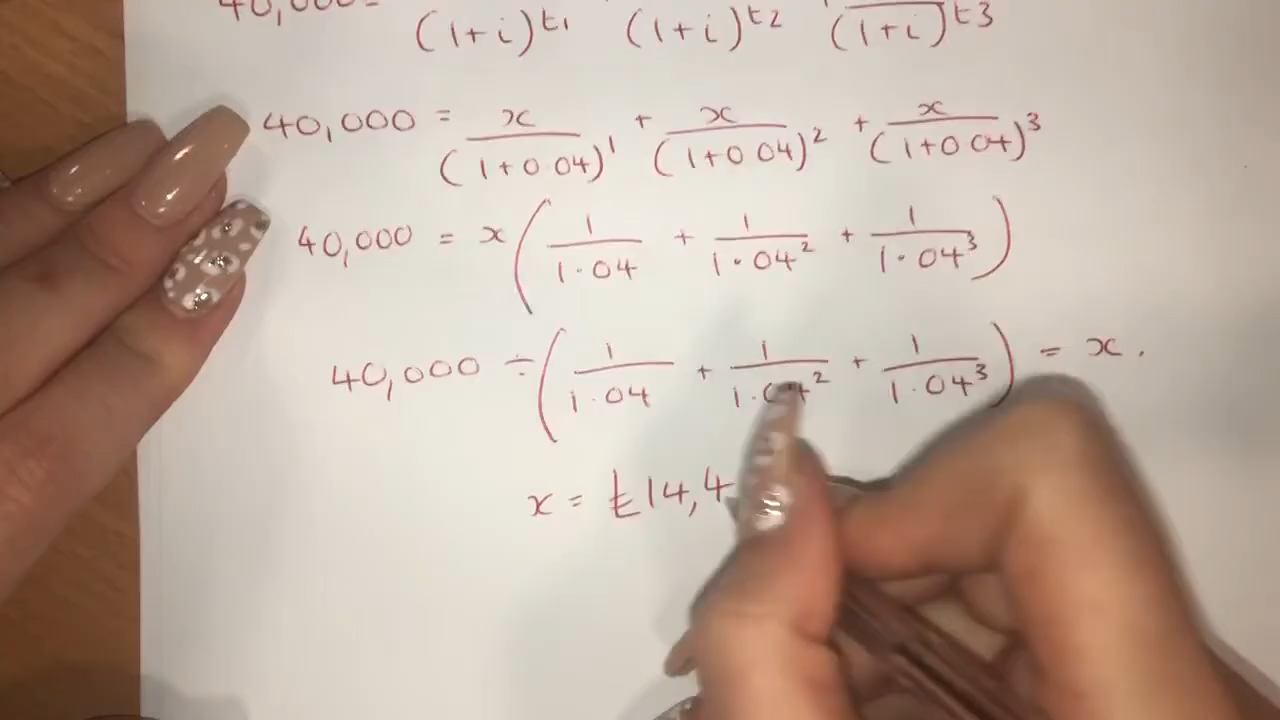 40,000 =
(1+i)^t1 (1+i)^t2 (1+i)^t3
40,000 = x/(1+0.04)^1 + x/(1+0.04)^2 + x/(1+0.04)^3
40,000 = x(1/1.04 + 1/1.04^2 + 1/1.04^3)
40,000 ÷ (1/1.04 + 1/1.04^2 + 1/1.04^3) = x.
x = £14,4